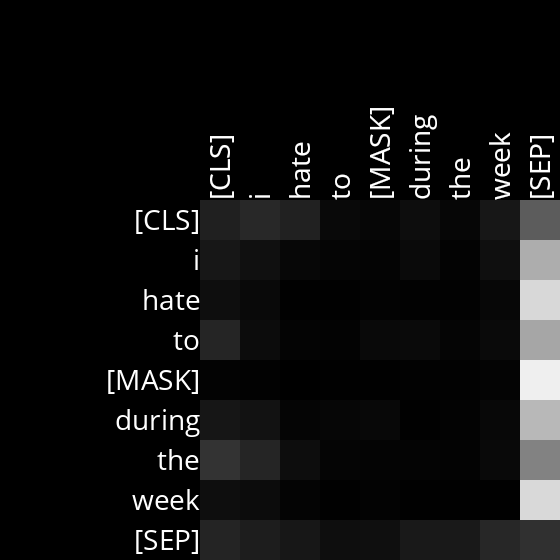 [CLS] i hate to [MASK] during the week [SEP]
[CLS]
i
hate
to
[MASK]
during
the
week
[SEP]